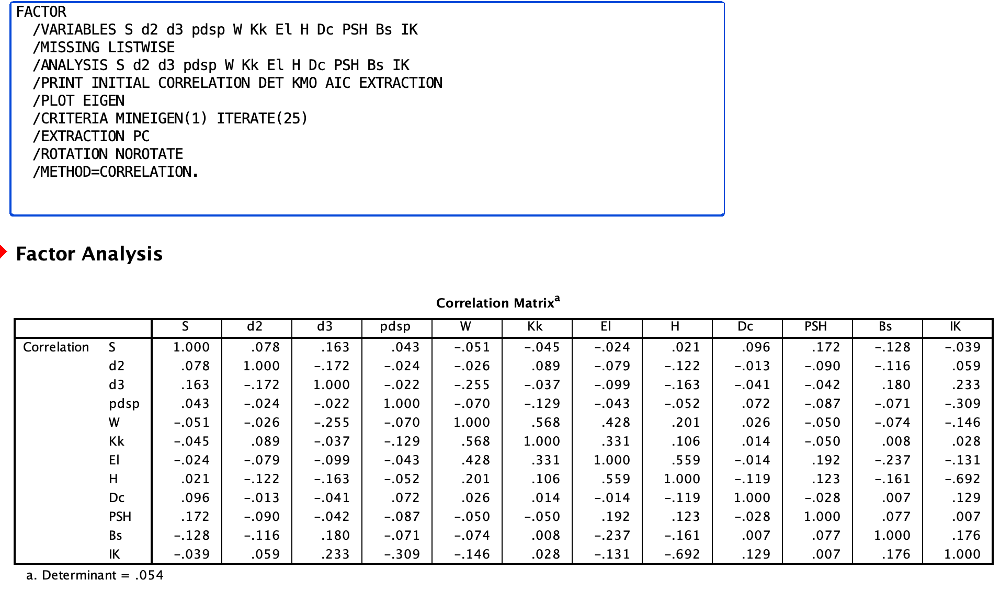 FACTOR
/VARIABLES S d2 d3 pdsp W Kk El H Dc PSH Bs IK
/MISSING LISTWISE
/ANALYSIS S d2 d3 pdsp W Kk El H Dc PSH Bs IK
/PRINT INITIAL CORRELATION DET KMO AIC EXTRACTION
/PLOT EIGEN
/CRITERIA MINEIGEN(1) ITERATE(25)
/EXTRACTION PC
/ROTATION NOROTATE
/METHOD=CORRELATION.
Factor Analysis
Correlation Matrix^a
S d2 d3 pdsp W Kk El H Dc PSH Bs IK
Correlation S 1.000 .078 .163 .043 -.051 -.045 -.024 .021 .096 .172 -.128 -.039
d2 .078 1.000 -.172 -.024 -.026 .089 -.079 -.122 -.013 -.090 -.116 .059
d3 .163 -.172 1.000 -.022 -.255 -.037 -.099 -.163 -.041 -.042 .180 .233
pdsp .043 -.024 -.022 1.000 -.070 -.129 -.043 -.052 .072 -.087 -.071 -.309
W -.051 -.026 -.255 -.070 1.000 .568 .428 .201 .026 -.050 -.074 -.146
Kk -.045 .089 -.037 -.129 .568 1.000 .331 .106 .014 -.050 .008 .028
El -.024 -.079 -.099 -.043 .428 .331 1.000 .559 -.014 .192 -.237 -.131
H .021 -.122 -.163 -.052 .201 .106 .559 1.000 -.119 .123 -.161 -.692
Dc .096 -.013 -.041 .072 .026 .014 -.014 -.119 1.000 -.028 .007 .129
PSH .172 -.090 -.042 -.087 -.050 -.050 .192 .123 -.028 1.000 .077 .007
Bs -.128 -.116 .180 -.071 -.074 .008 -.237 -.161 .007 .077 1.000 .176
IK -.039 .059 .233 -.309 -.146 .028 -.131 -.692 .129 .007 .176 1.000
a. Determinant = .054